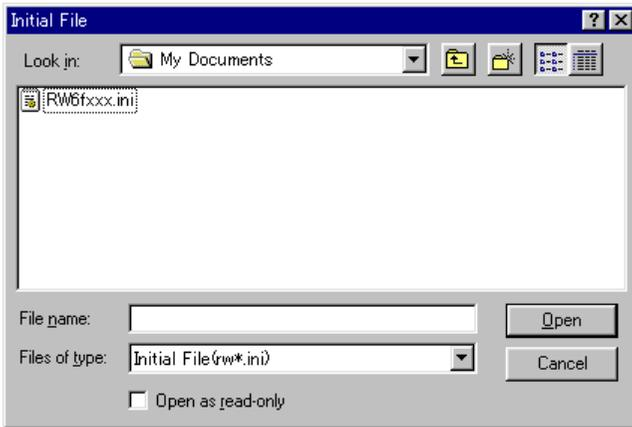 Initial File
Look in: My Documents
RW6fxxx.ini
File name: Open
Files of type: Initial File(rw*.ini) Cancel
Open as read-only